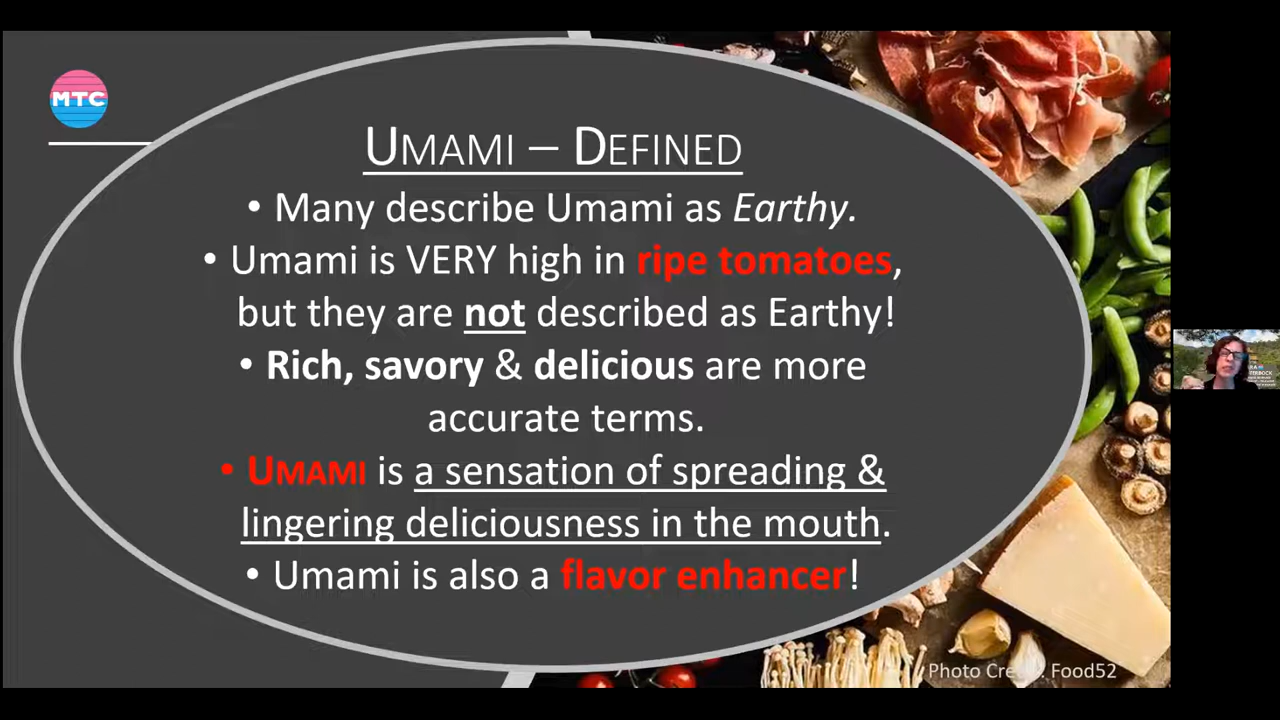 MTC
UMAMI – DEFINED
• Many describe Umami as Earthy.
• Umami is VERY high in ripe tomatoes,
but they are not described as Earthy!
• Rich, savory & delicious are more
accurate terms.
• UMAMI is a sensation of spreading &
lingering deliciousness in the mouth.
• Umami is also a flavor enhancer!
Photo Food52